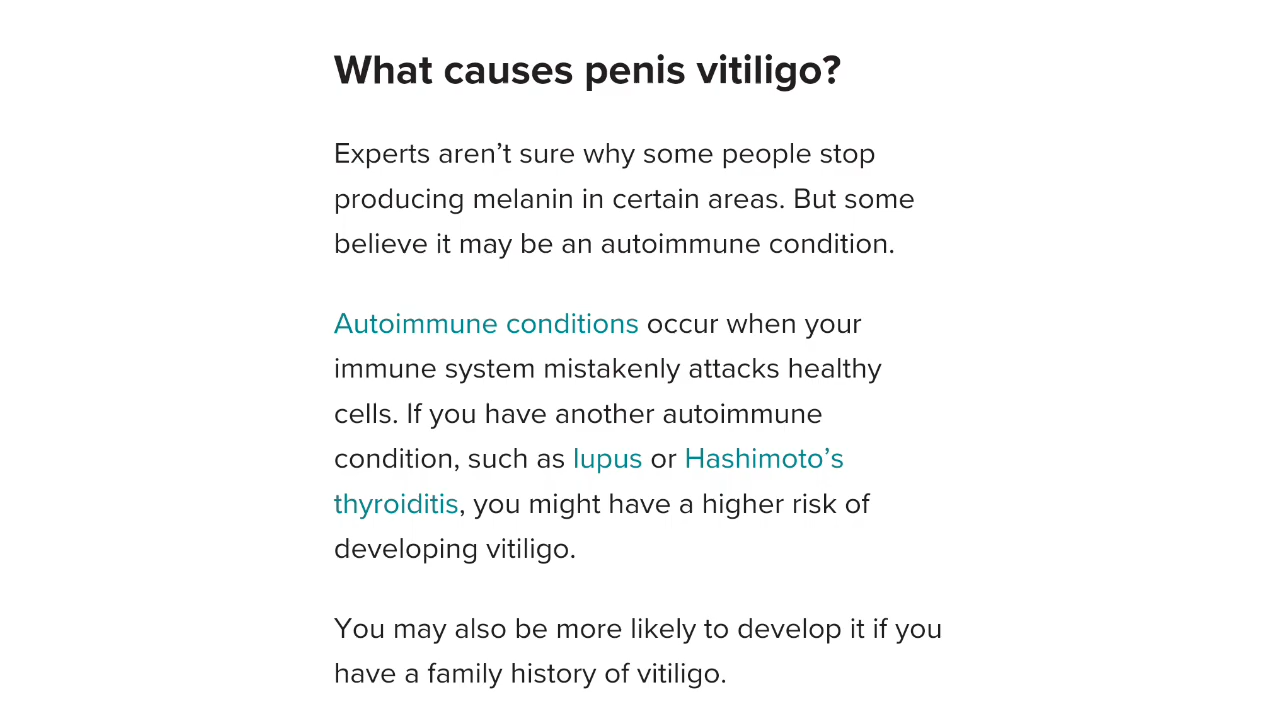 What causes penis vitiligo?
Experts aren’t sure why some people stop
producing melanin in certain areas. But some
believe it may be an autoimmune condition.
Autoimmune conditions occur when your
immune system mistakenly attacks healthy
cells. If you have another autoimmune
condition, such as lupus or Hashimoto’s
thyroiditis, you might have a higher risk of
developing vitiligo.
You may also be more likely to develop it if you
have a family history of vitiligo.